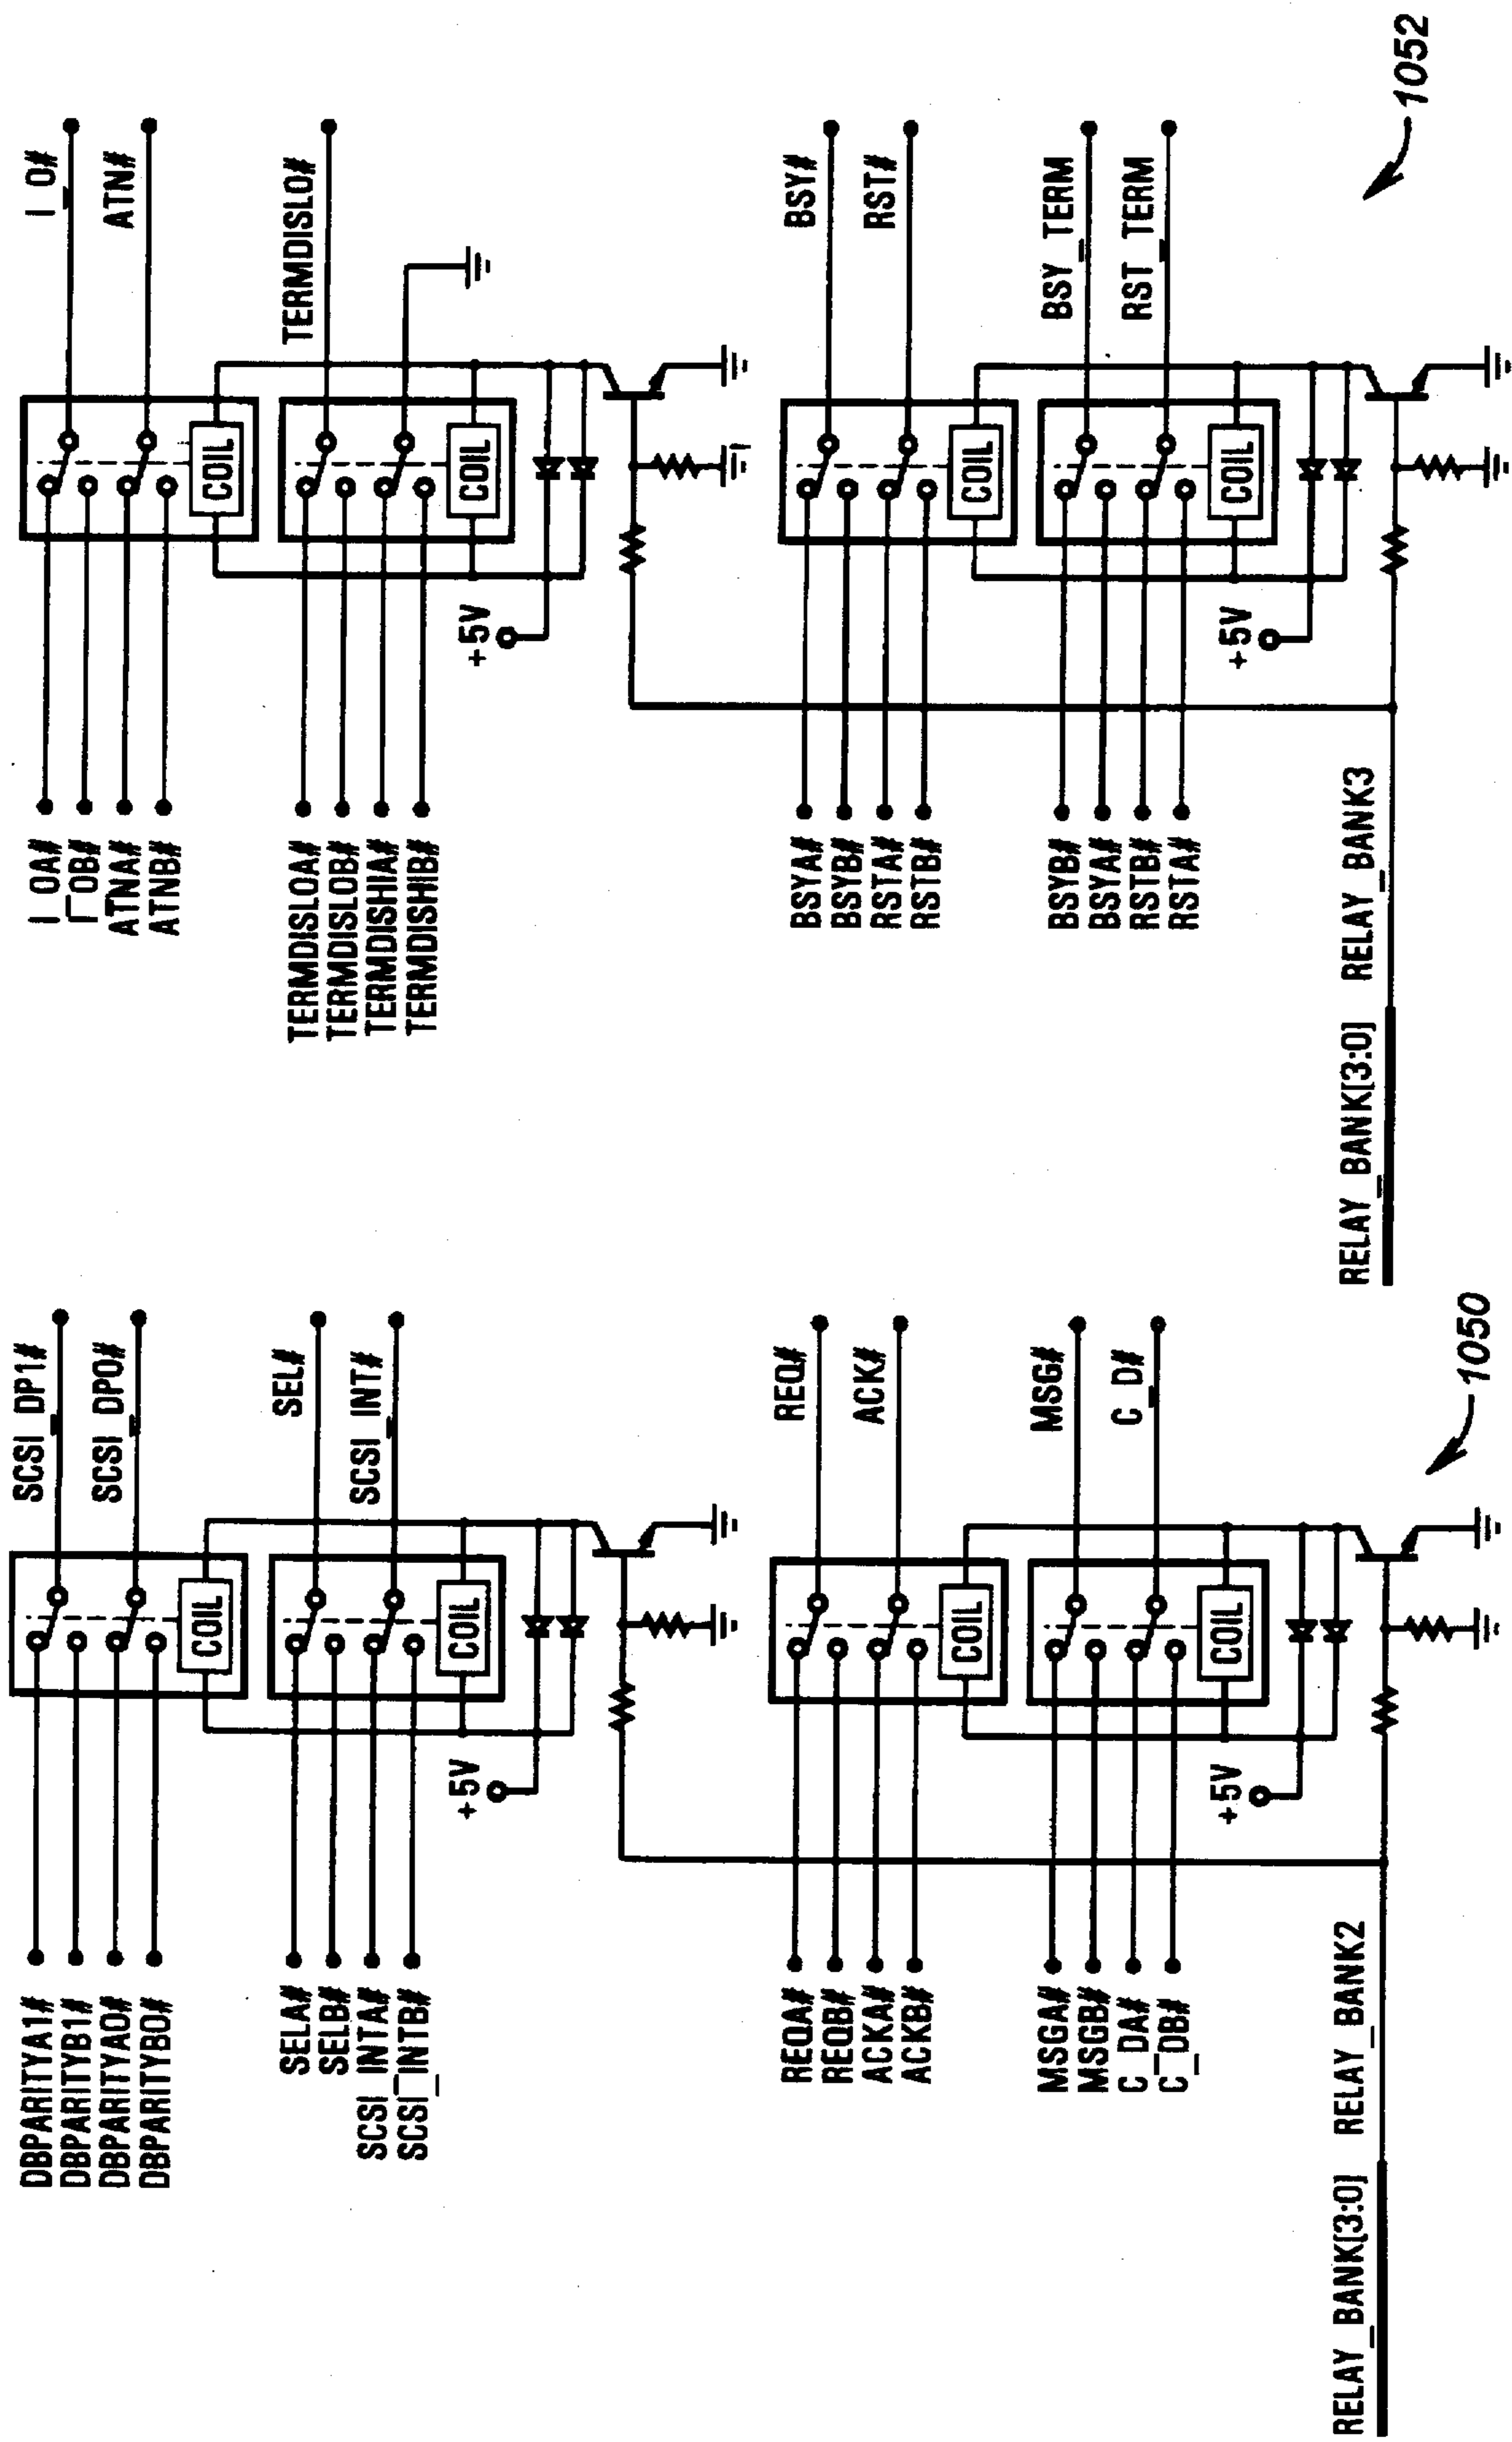 DBPARITYA1#
DBPARITYB1#
DBPARITYA0#
DBPARITYB0#
SCSI_DP1#
SCSI_DP0#
COIL
SELA#
SELB#
SCSI_INTA#
SCSI_INTB#
SEL#
SCSI_INT#
COIL
+5V
REQA#
REQB#
ACKA#
ACKB#
REQ#
ACK#
COIL
MSGA#
MSGB#
C_DA#
C_DB#
MSG#
C_D#
COIL
+5V
RELAY_BANK[3:0]
RELAY_BANK2
1050
I_OA#
I_OB#
ATNA#
ATNB#
I_O#
ATN#
COIL
TERMDISLOA#
TERMDISLOB#
TERMDISHIA#
TERMDISHIB#
TERMDISLO#
COIL
+5V
BSYA#
BSYB#
RSTA#
RSTB#
BSY#
RST#
COIL
BSYB#
BSYA#
RSTB#
RSTA#
BSY_TERM
RST_TERM
COIL
+5V
RELAY_BANK[3:0]
RELAY_BANK3
1052